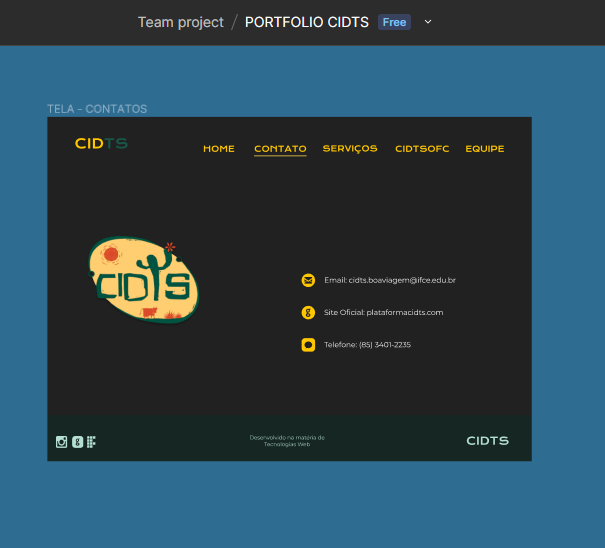 Team project / PORTFOLIO CIDTS Free
TELA - CONTATOS
CIDTS
HOME CONTATO SERVIÇOS CIDTSOFC EQUIPE
CIDTS
Email: cidts.boaviagem@ifce.edu.br
Site Oficial: plataformacidts.com
Telefone: (85) 3401-2235
Desenvolvido na materia de
Tecnologias Web
CIDTS